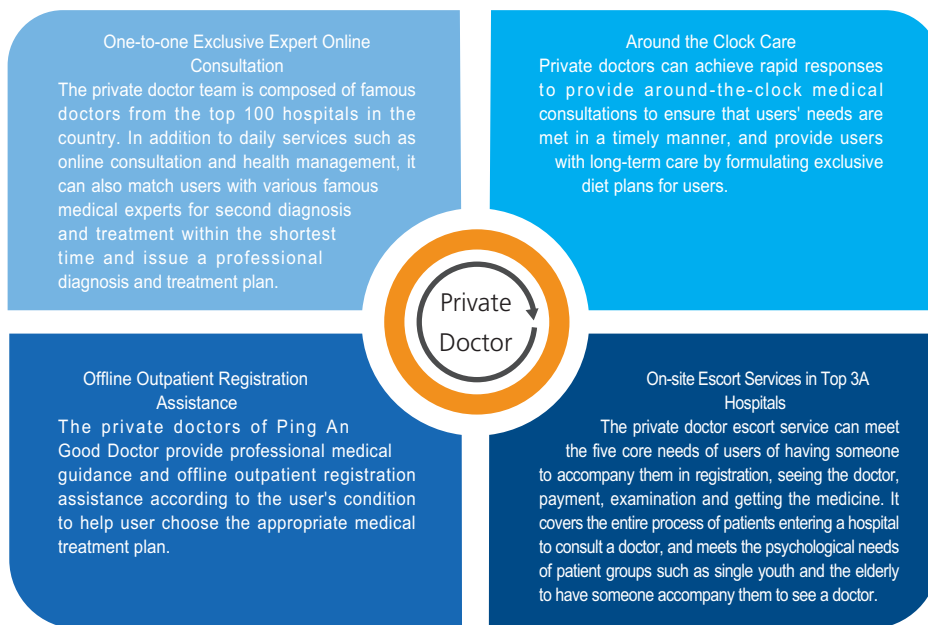 One-to-one Exclusive Expert Online
Consultation
The private doctor team is composed of famous
doctors from the top 100 hospitals in the
country. In addition to daily services such as
online consultation and health management, it
can also match users with various famous
medical experts for second diagnosis
and treatment within the shortest
time and issue a professional
diagnosis and treatment plan.
Around the Clock Care
Private doctors can achieve rapid responses
to provide around-the-clock medical
consultations to ensure that users' needs are
met in a timely manner, and provide users
with long-term care by formulating exclusive
diet plans for users.
Private
Doctor
Offline Outpatient Registration
Assistance
The private doctors of Ping An
Good Doctor provide professional medical
guidance and offline outpatient registration
assistance according to the user's condition
to help user choose the appropriate medical
treatment plan.
On-site Escort Services in Top 3A
Hospitals
The private doctor escort service can meet
the five core needs of users of having someone
to accompany them in registration, seeing the doctor,
payment, examination and getting the medicine. It
covers the entire process of patients entering a hospital
to consult a doctor, and meets the psychological needs
of patient groups such as single youth and the elderly
to have someone accompany them to see a doctor.